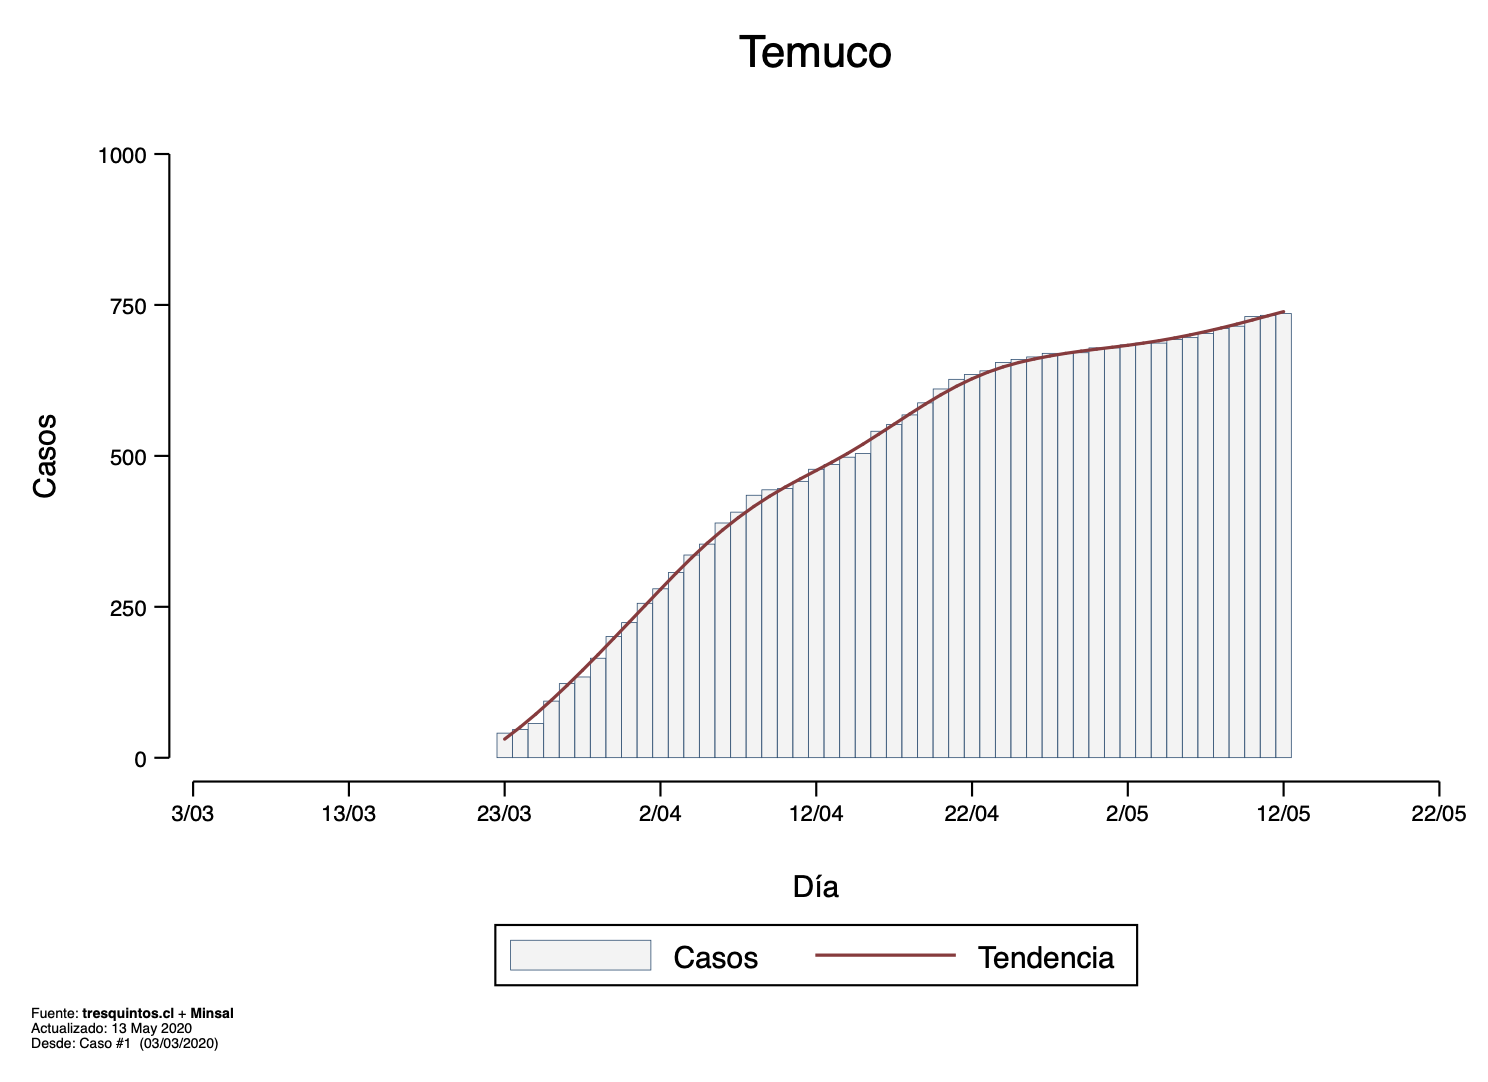 Temuco
1000
750
500
250
0
Casos
3/03 13/03 23/03 2/04 12/04 22/04 2/05 12/05 22/05
Día
Casos Tendencia
Fuente: tresquintos.cl + Minsal
Actualizado: 13 May 2020
Desde: Caso #1 (03/03/2020)